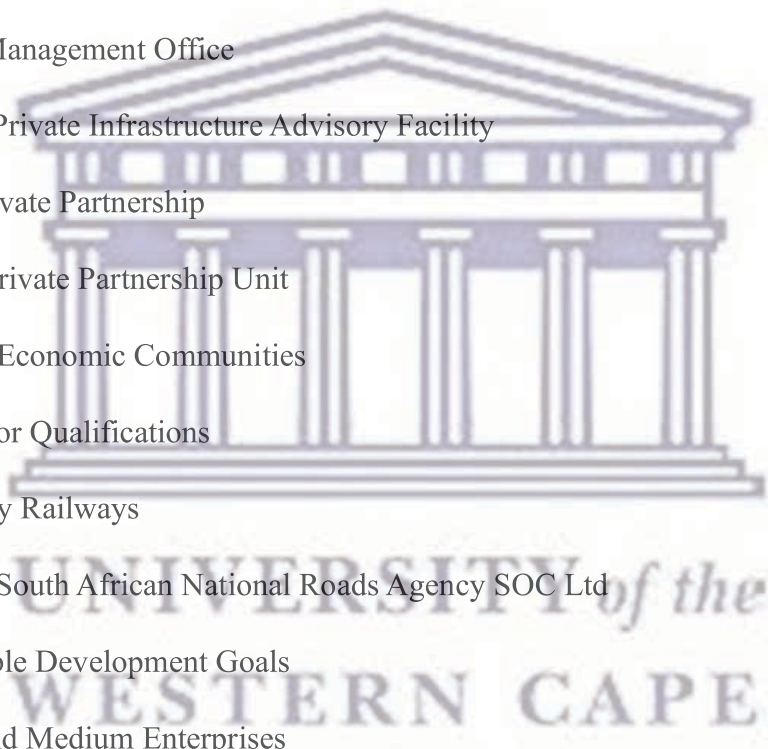 Management Office
Private Infrastructure Advisory Facility
vate Partnership
rivate Partnership Unit
Economic Communities
or Qualifications
y Railways
South African National Roads Agency SOC Ltd
UNIVERSITY of the
ble Development Goals
WESTERN CAPE
d Medium Enterprises